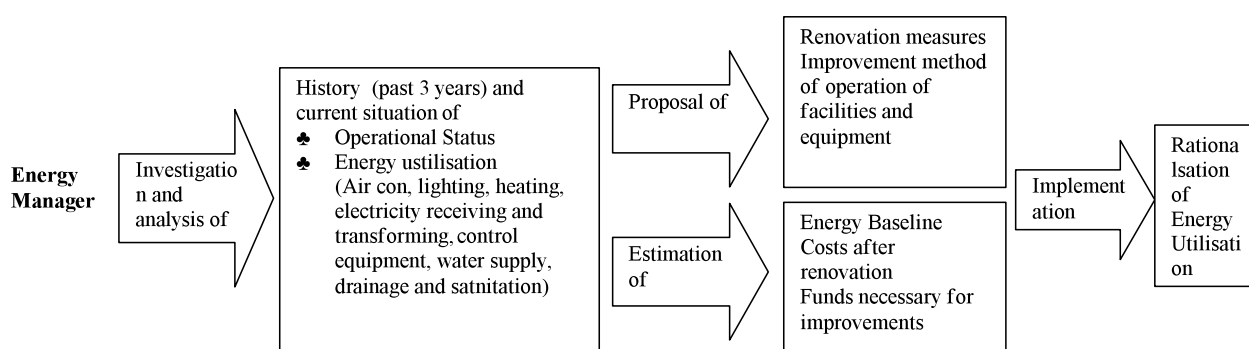 Energy
Manager
Investigatio
n and
analysis of
History (past 3 years) and
current situation of
♣ Operational Status
♣ Energy ustilisation
(Air con, lighting, heating,
electricity receiving and
transforming, control
equipment, water supply,
drainage and satnitation)
Proposal of
Renovation measures
Improvement method
of operation of
facilities and
equipment
Estimation
of
Energy Baseline
Costs after
renovation
Funds necessary for
improvements
Implement
ation
Rationa
lsation
of
Energy
Utilisati
on